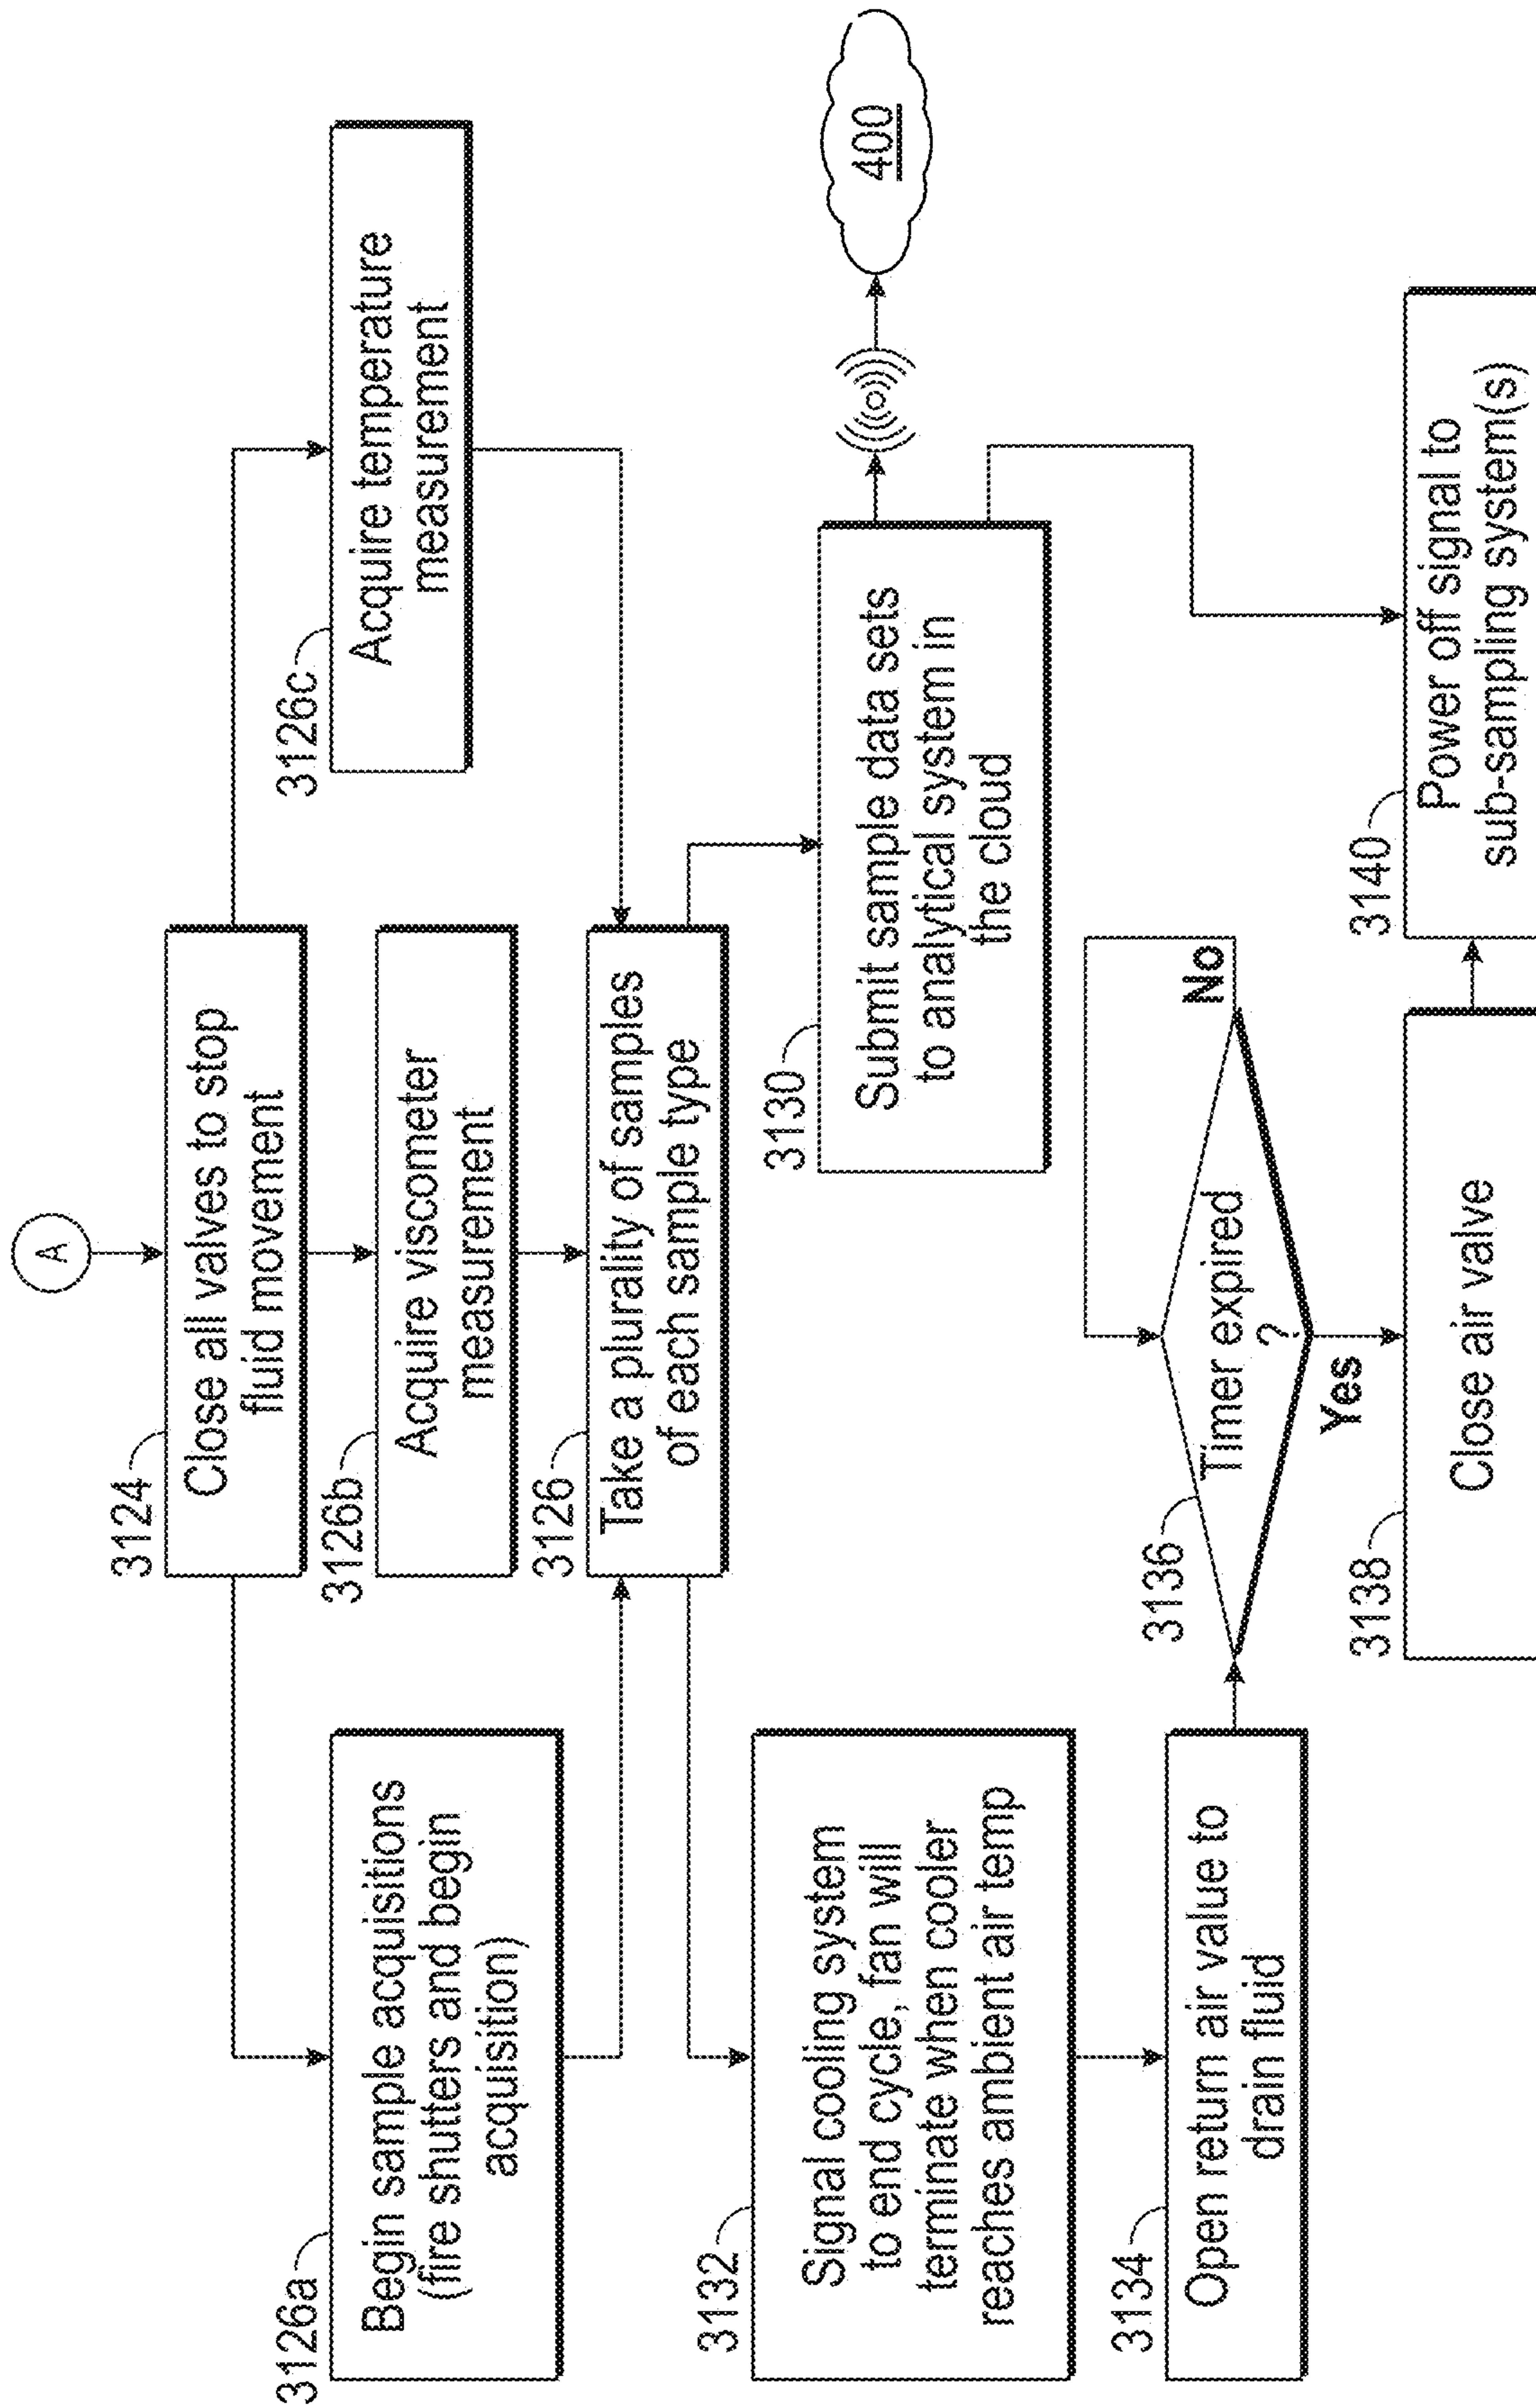 A
3124
Close all valves to stop
fluid movement
3126a
Begin sample acquisitions
(fire shutters and begin
acquisition)
3126b
Acquire viscometer
measurement
3126c
Acquire temperature
measurement
3126
Take a plurality of samples
of each sample type
3132
Signal cooling system
to end cycle, fan will
terminate when cooler
reaches ambient air temp
3130
Submit sample data sets
to analytical system in
the cloud
400
3134
Open return air value to
drain fluid
3136
Timer expired
?
No
Yes
3138
Close air valve
3140
Power off signal to
sub-sampling system(s)